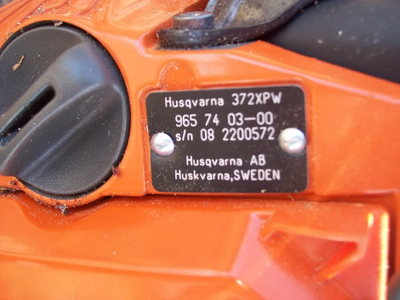 Husqvarna 372XPW
965 74 03-00
s/n 08 2200572
Husqvarna AB
Huskvarna,SWEDEN